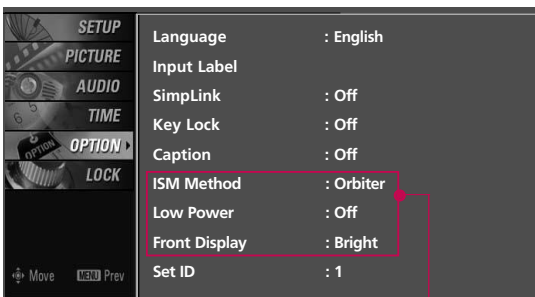 SETUP
PICTURE
AUDIO
TIME
OPTION
LOCK
Move MENU Prev
Language : English
Input Label
SimpLink : Off
Key Lock : Off
Caption : Off
ISM Method : Orbiter
Low Power : Off
Front Display : Bright
Set ID : 1